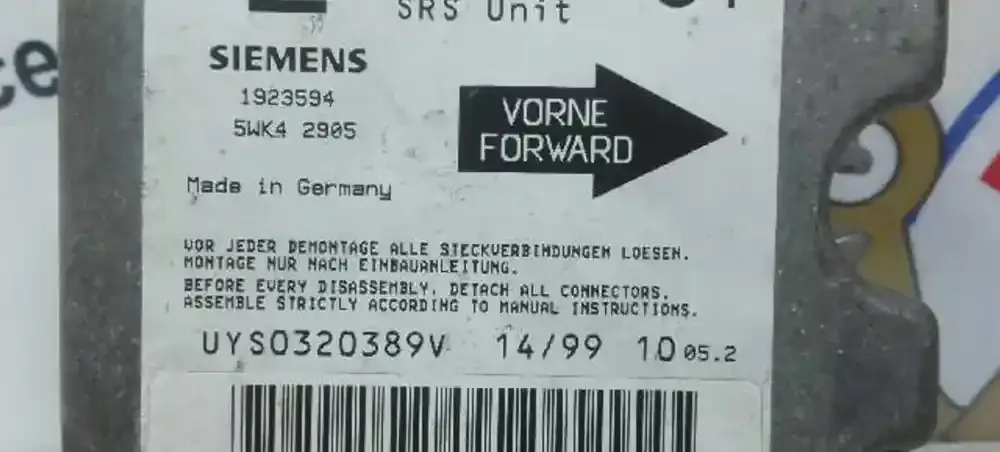 SRS Unit
SIEMENS
1923594
5WK4 2905
VORNE
FORWARD
Made in Germany
VOR JEDER DEMONTAGE ALLE STECKVERBINDUNGEN LOESEN.
MONTAGE NUR NACH EINBAUANLEITUNG.
BEFORE EVERY DISASSEMBLY, DETACH ALL CONNECTORS.
ASSEMBLE STRICTLY ACCORDING TO MANUAL INSTRUCTIONS.
UYS0320389V 14/99 10 05.2